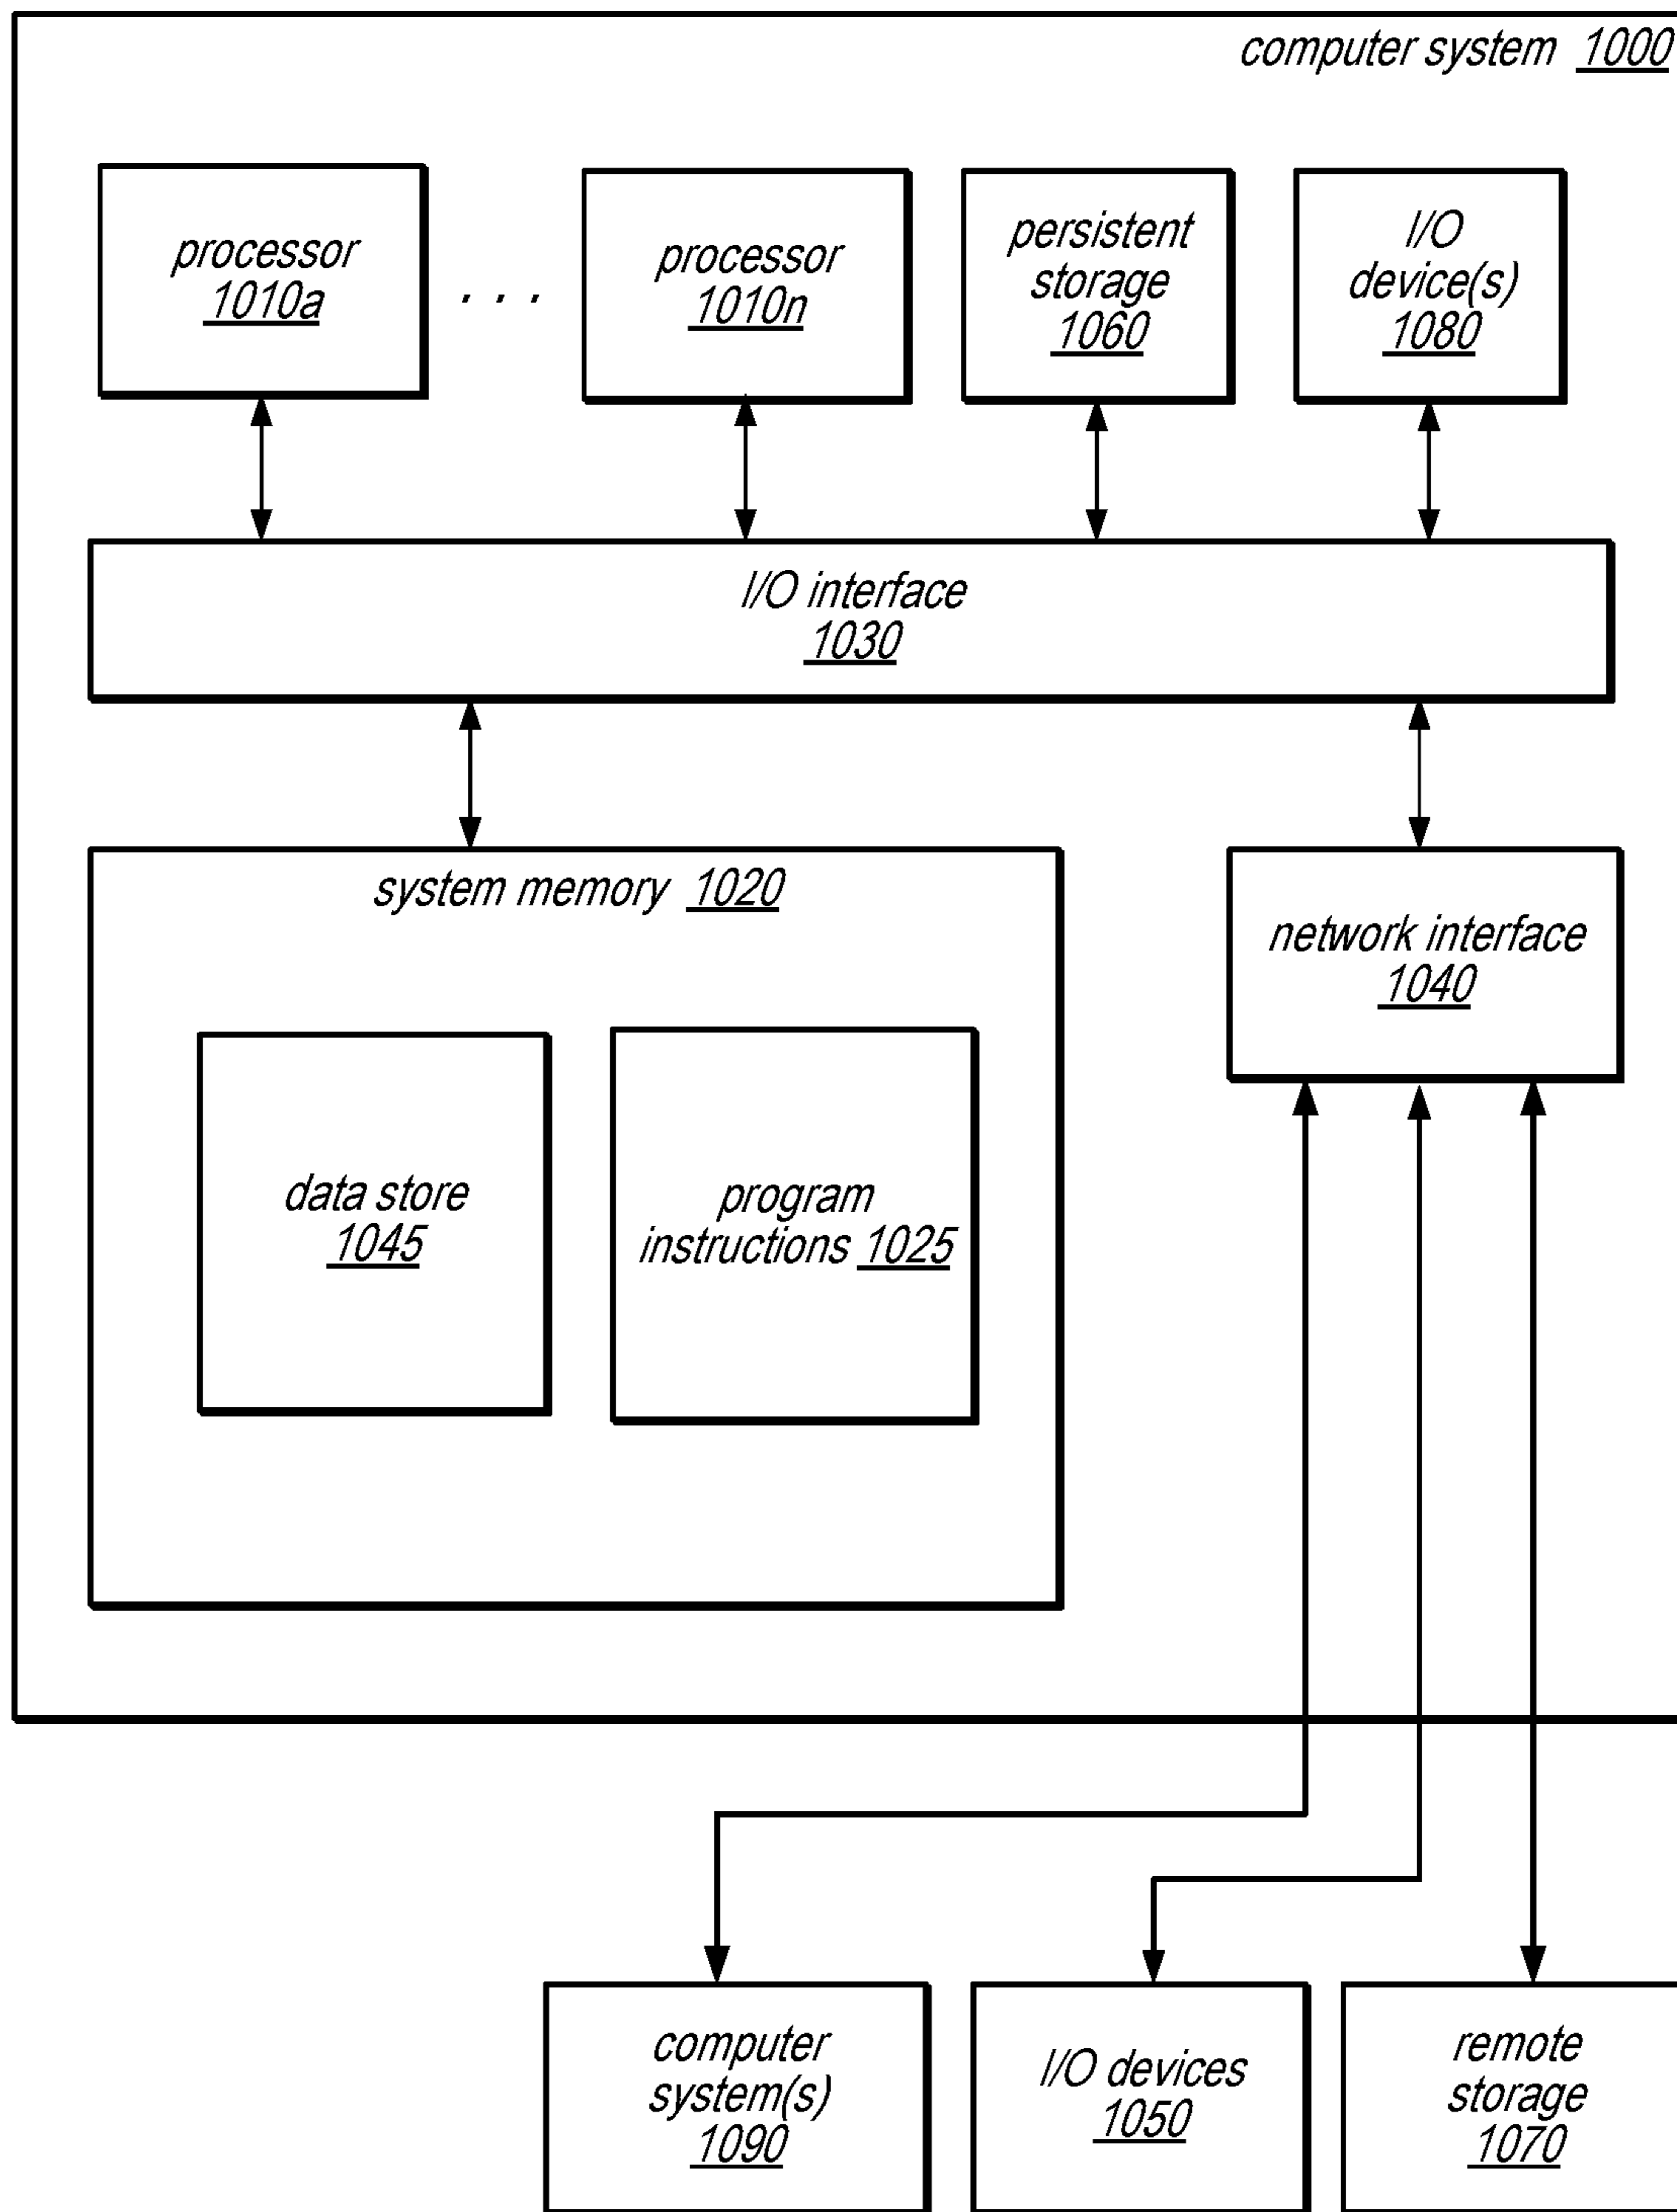 computer system 1000
processor
1010a
. . .
processor
1010n
persistent
storage
1060
I/O
device(s)
1080
I/O interface
1030
system memory 1020
network interface
1040
data store
1045
program
instructions 1025
computer
system(s)
1090
I/O devices
1050
remote
storage
1070